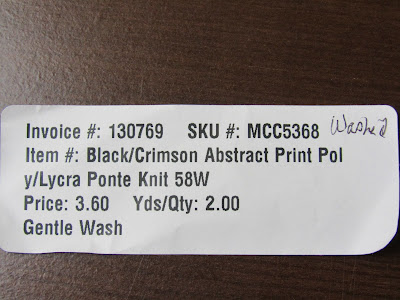 Invoice #: 130769 SKU #: MCC5368 Washed
Item #: Black/Crimson Abstract Print Pol
y/Lycra Ponte Knit 58W
Price: 3.60 Yds/Qty: 2.00
Gentle Wash